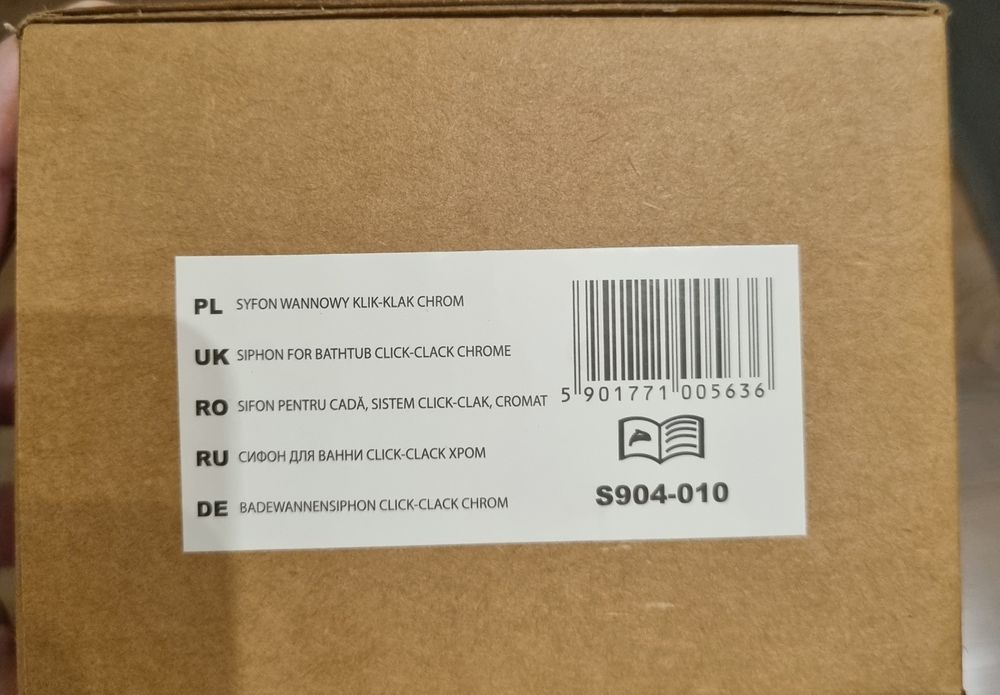 PL SYFON WANNOWY KLIK-KLAK CHROM
UK SIPHON FOR BATHTUB CLICK-CLACK CHROME
RO SIFON PENTRU CADĂ, SISTEM CLICK-CLAK, CROMAT
RU СИФОН ДЛЯ ВАННИ CLICK-CLACK ХРОМ
DE BADEWANNENSIPHON CLICK-CLACK CHROM
5 901771 005636
S904-010